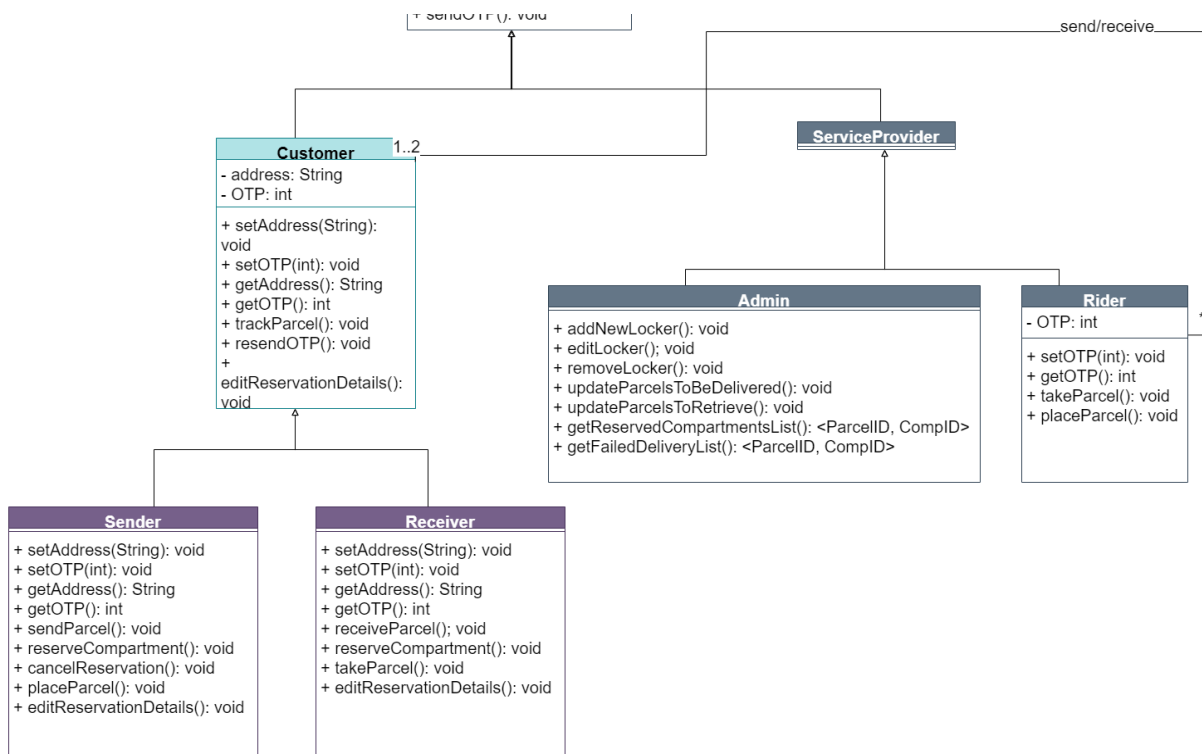 + sendOTP(): void
send/receive
Customer
1..2
- address: String
- OTP: int
+ setAddress(String):
void
+ setOTP(int): void
+ getAddress(): String
+ getOTP(): int
+ trackParcel(): void
+ resendOTP(): void
+
editReservationDetails():
void
ServiceProvider
Admin
+ addNewLocker(): void
+ editLocker(); void
+ removeLocker(): void
+ updateParcelsToBeDelivered(): void
+ updateParcelsToRetrieve(): void
+ getReservedCompartmentsList(): <ParcelID, CompID>
+ getFailedDeliveryList(): <ParcelID, CompID>
Rider
- OTP: int
*
+ setOTP(int): void
+ getOTP(): int
+ takeParcel(): void
+ placeParcel(): void
Sender
+ setAddress(String): void
+ setOTP(int): void
+ getAddress(): String
+ getOTP(): int
+ sendParcel(): void
+ reserveCompartment(): void
+ cancelReservation(): void
+ placeParcel(): void
+ editReservationDetails(): void
Receiver
+ setAddress(String): void
+ setOTP(int): void
+ getAddress(): String
+ getOTP(): int
+ receiveParcel(); void
+ reserveCompartment(): void
+ takeParcel(): void
+ editReservationDetails(): void